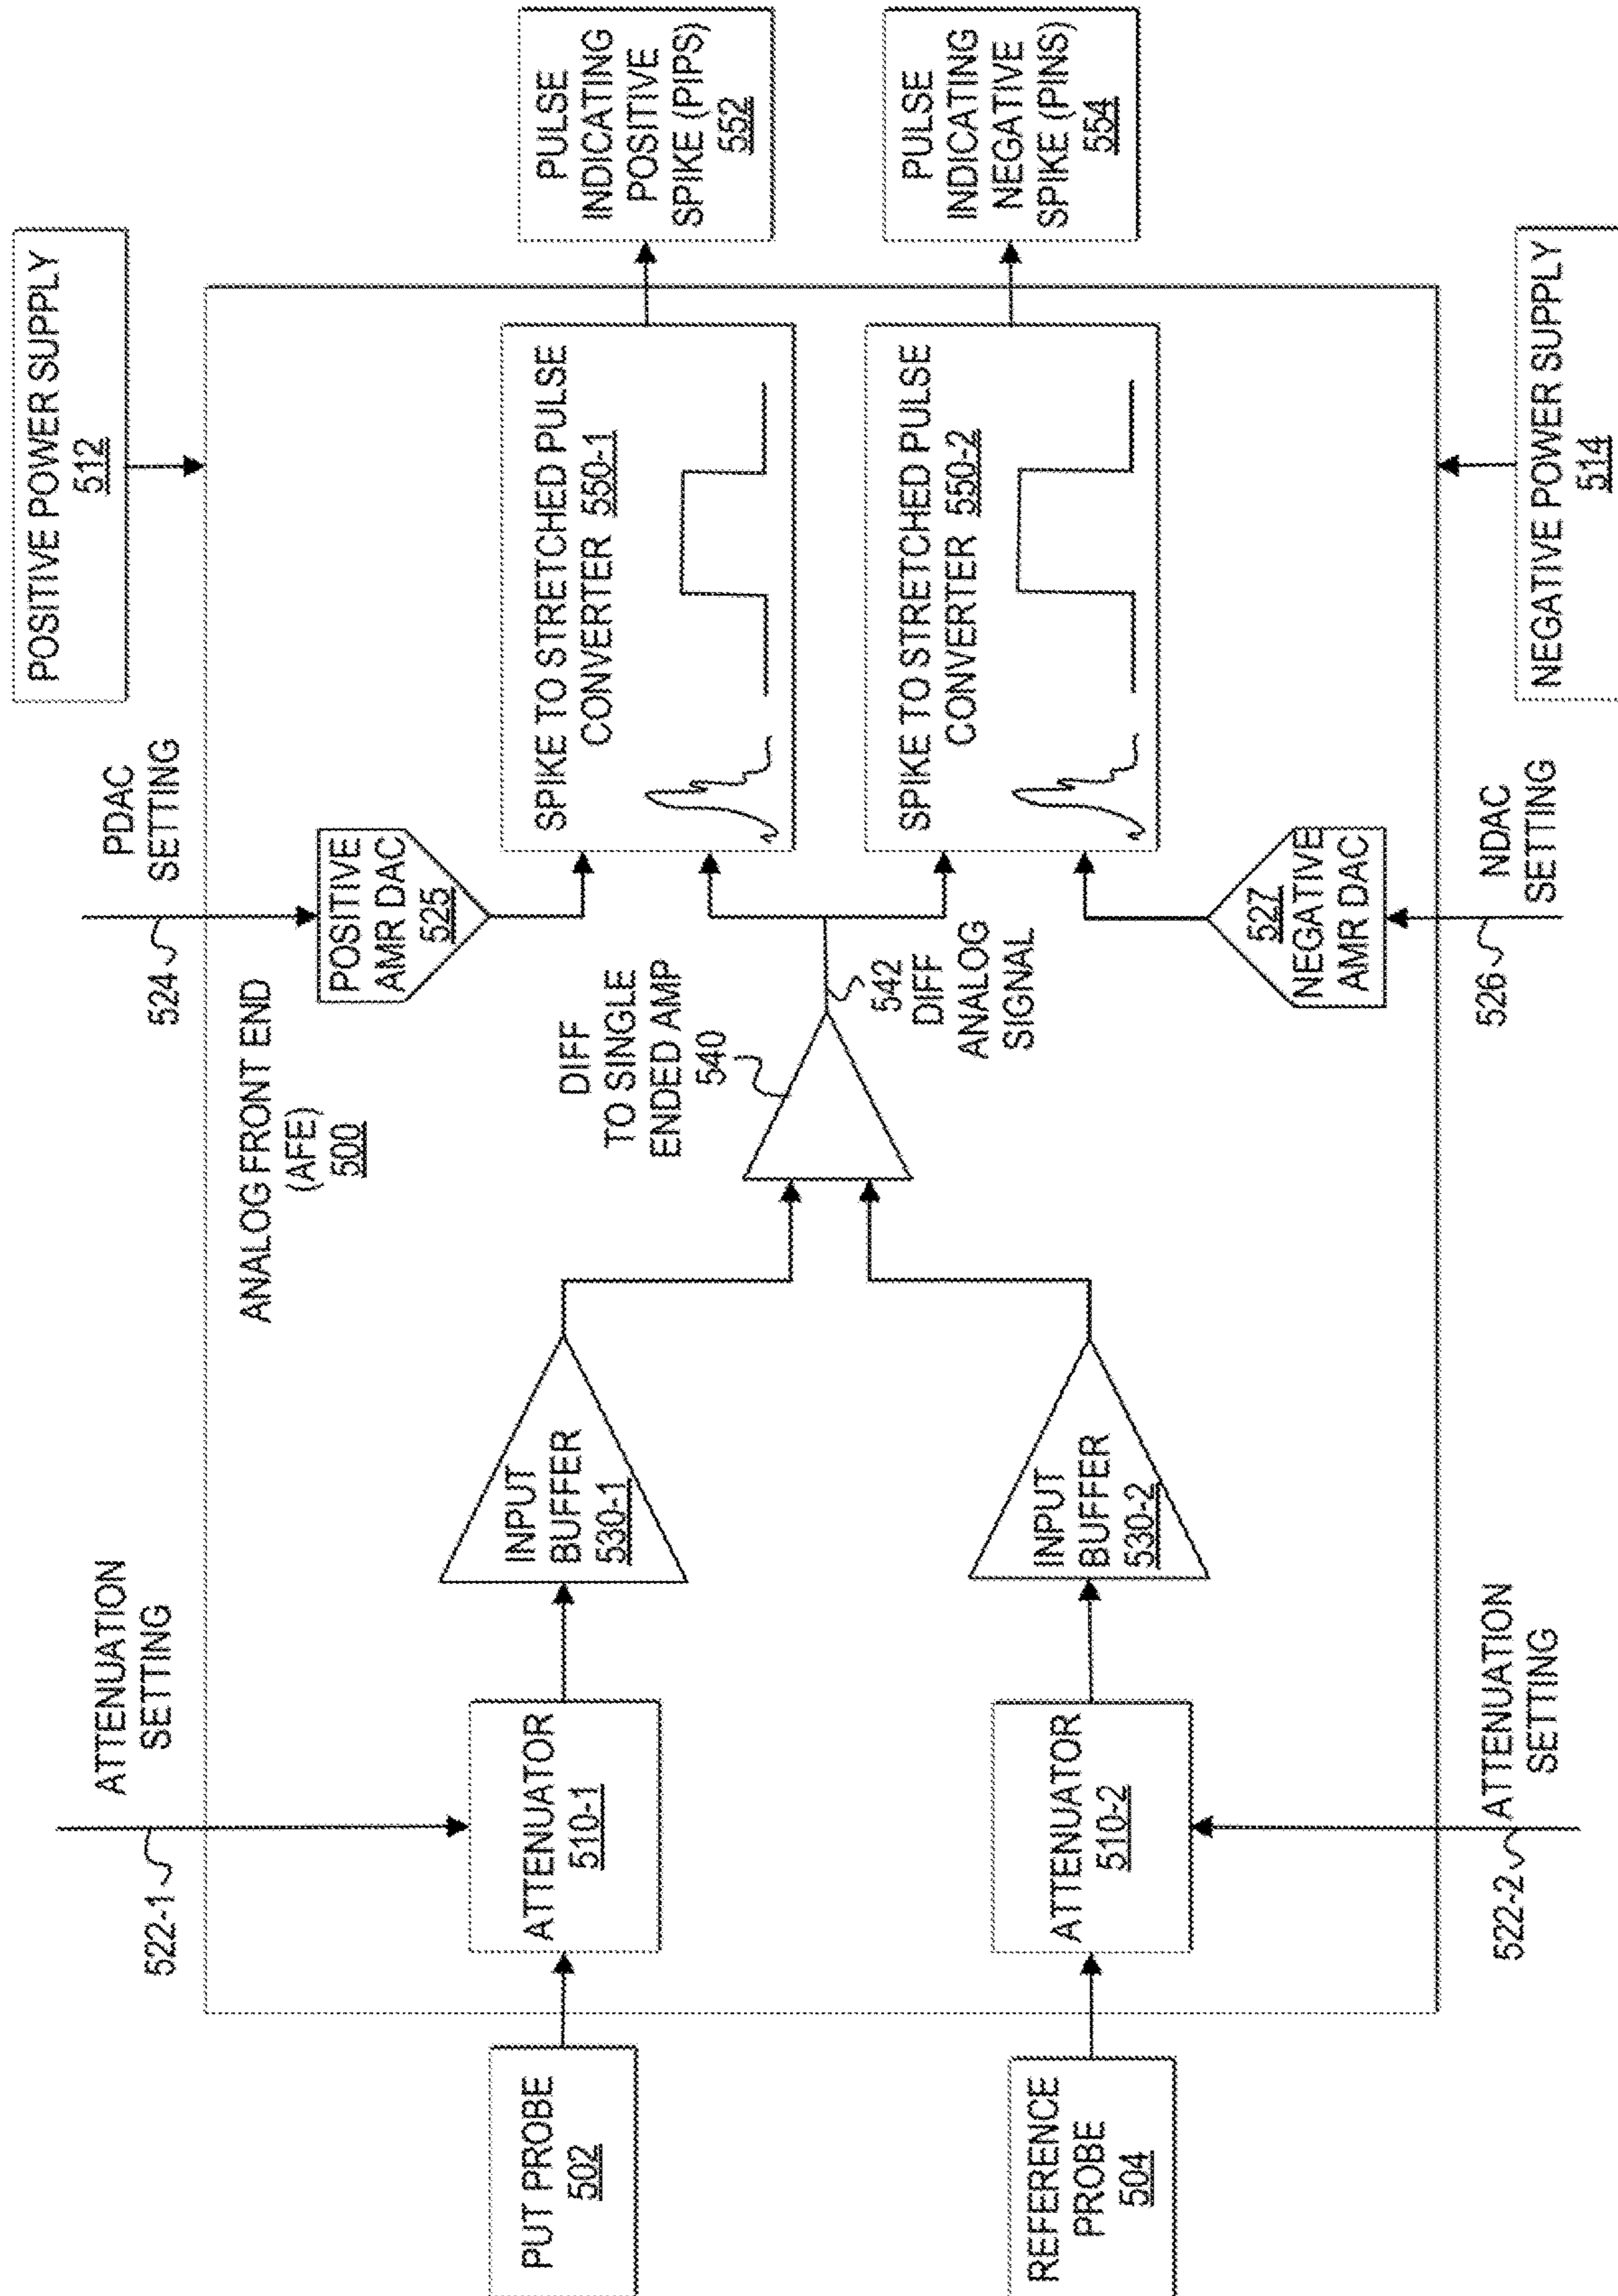 POSITIVE POWER SUPPLY
512
ATTENUATION
SETTING
522-1
PDAC
SETTING
524
ANALOG FRONT END
(AFE)
500
POSITIVE
AMR DAC
525
PUT PROBE
502
ATTENUATOR
510-1
INPUT
BUFFER
530-1
DIFF
TO SINGLE
ENDED AMP
540
542
DIFF
ANALOG
SIGNAL
SPIKE TO STRETCHED PULSE
CONVERTER 550-1
PULSE
INDICATING
POSITIVE
SPIKE (PIPS)
552
REFERENCE
PROBE
504
ATTENUATOR
510-2
INPUT
BUFFER
530-2
SPIKE TO STRETCHED PULSE
CONVERTER 550-2
PULSE
INDICATING
NEGATIVE
SPIKE (PINS)
554
527
NEGATIVE
AMR DAC
522-2
ATTENUATION
SETTING
526
NDAC
SETTING
NEGATIVE POWER SUPPLY
514